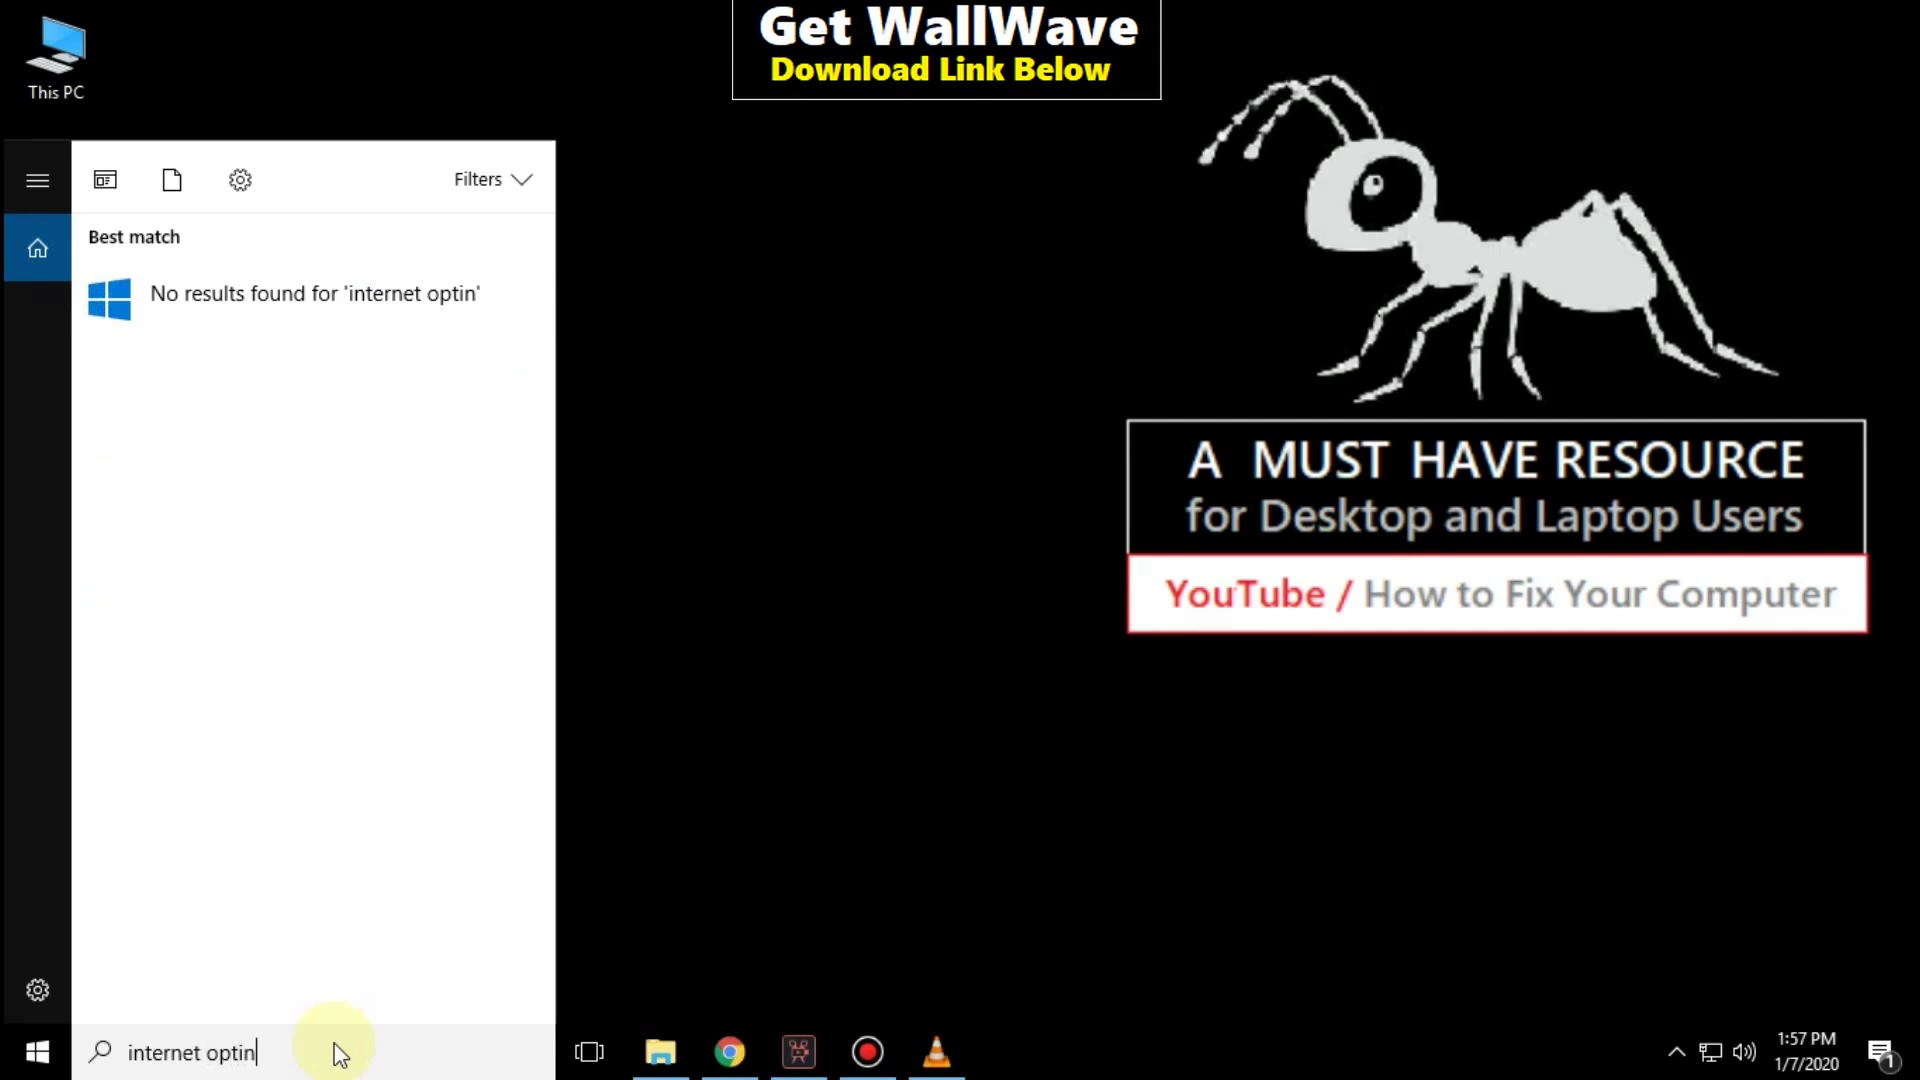 Get WallWave
Download Link Below
This PC
Filters
Best match
No results found for 'internet optin'
A MUST HAVE RESOURCE
for Desktop and Laptop Users
YouTube / How to Fix Your Computer
internet optin
1:57 PM
1/7/2020
1